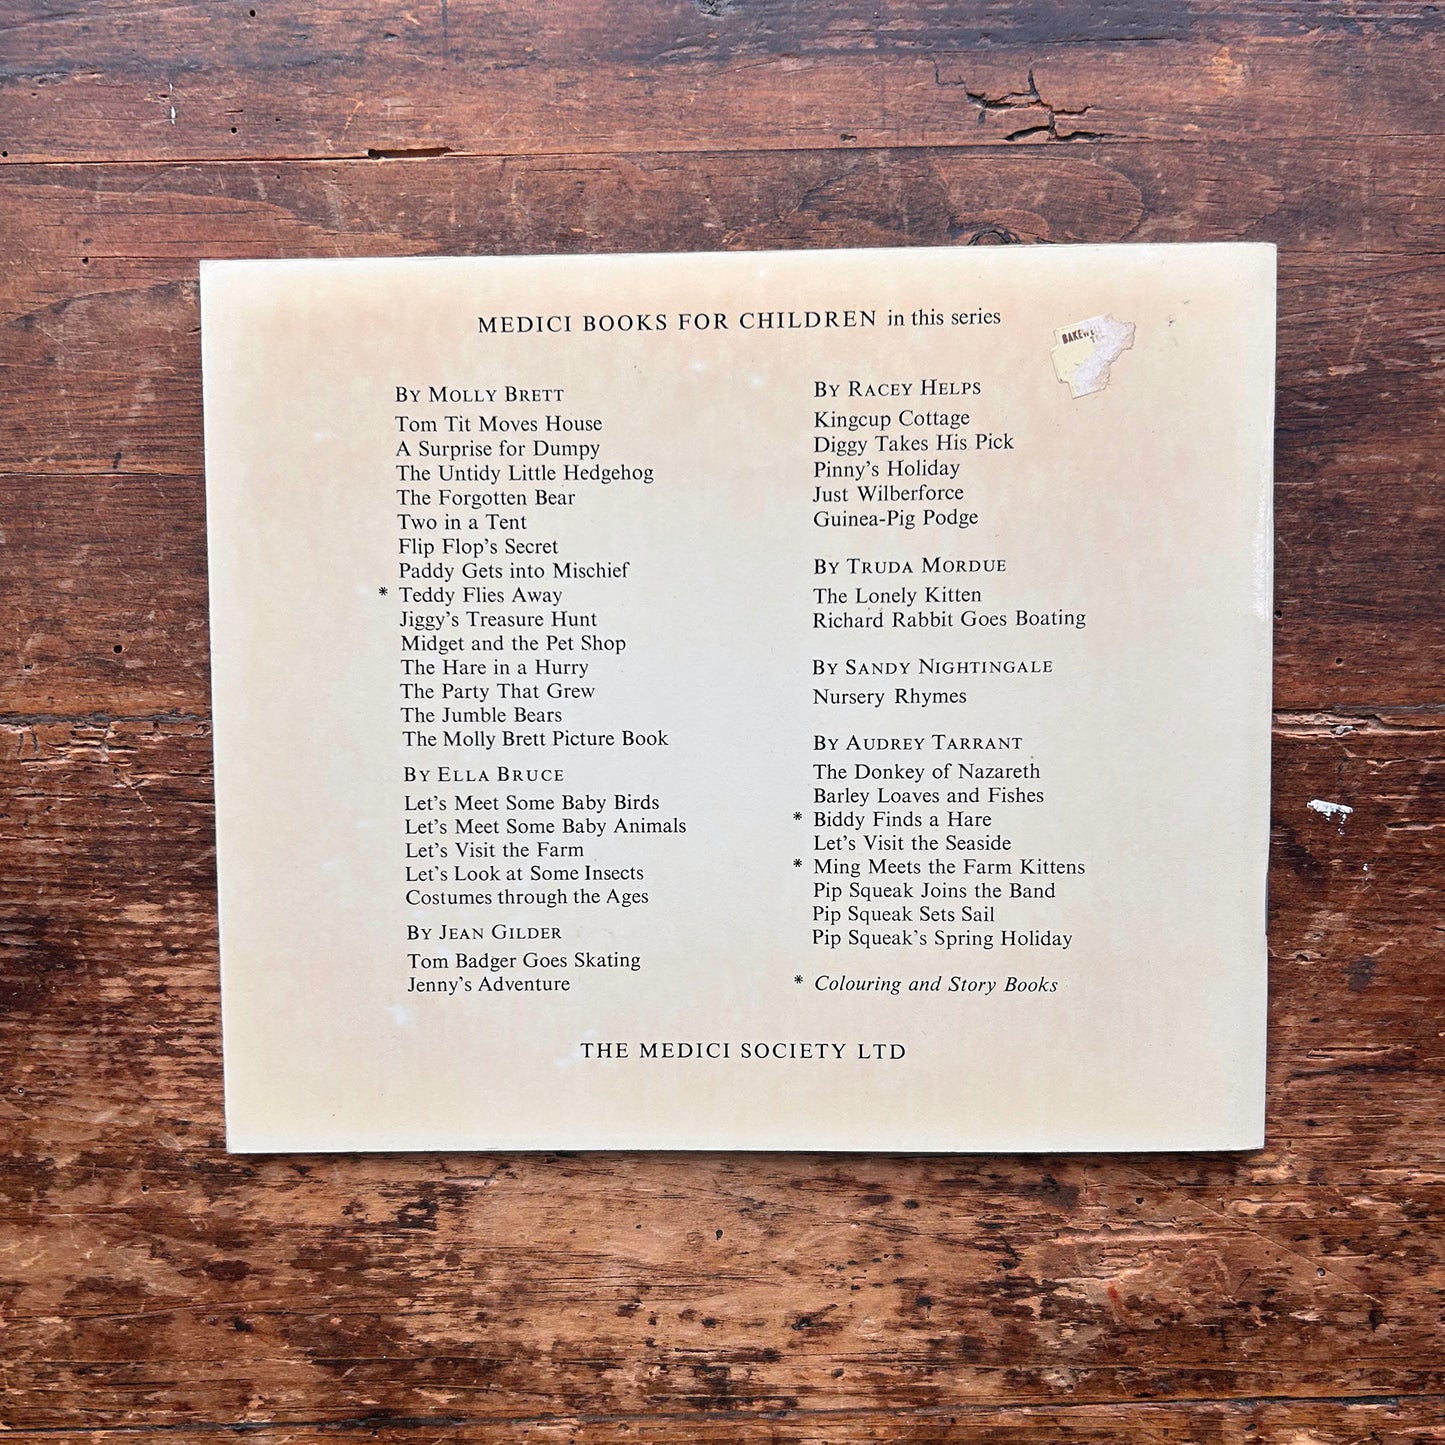 MEDICI BOOKS FOR CHILDREN in this series
BY MOLLY BRETT
Tom Tit Moves House
A Surprise for Dumpy
The Untidy Little Hedgehog
The Forgotten Bear
Two in a Tent
Flip Flop's Secret
Paddy Gets into Mischief
* Teddy Flies Away
Jiggy's Treasure Hunt
Midget and the Pet Shop
The Hare in a Hurry
The Party That Grew
The Jumble Bears
The Molly Brett Picture Book
BY ELLA BRUCE
Let's Meet Some Baby Birds
Let's Meet Some Baby Animals
Let's Visit the Farm
Let's Look at Some Insects
Costumes through the Ages
BY JEAN GILDER
Tom Badger Goes Skating
Jenny's Adventure
BY RACEY HELPS
Kingcup Cottage
Diggy Takes His Pick
Pinny's Holiday
Just Wilberforce
Guinea-Pig Podge
BY TRUDA MORDUE
The Lonely Kitten
Richard Rabbit Goes Boating
BY SANDY NIGHTINGALE
Nursery Rhymes
BY AUDREY TARRANT
The Donkey of Nazareth
Barley Loaves and Fishes
* Biddy Finds a Hare
Let's Visit the Seaside
* Ming Meets the Farm Kittens
Pip Squeak Joins the Band
Pip Squeak Sets Sail
Pip Squeak's Spring Holiday
* Colouring and Story Books
THE MEDICI SOCIETY LTD